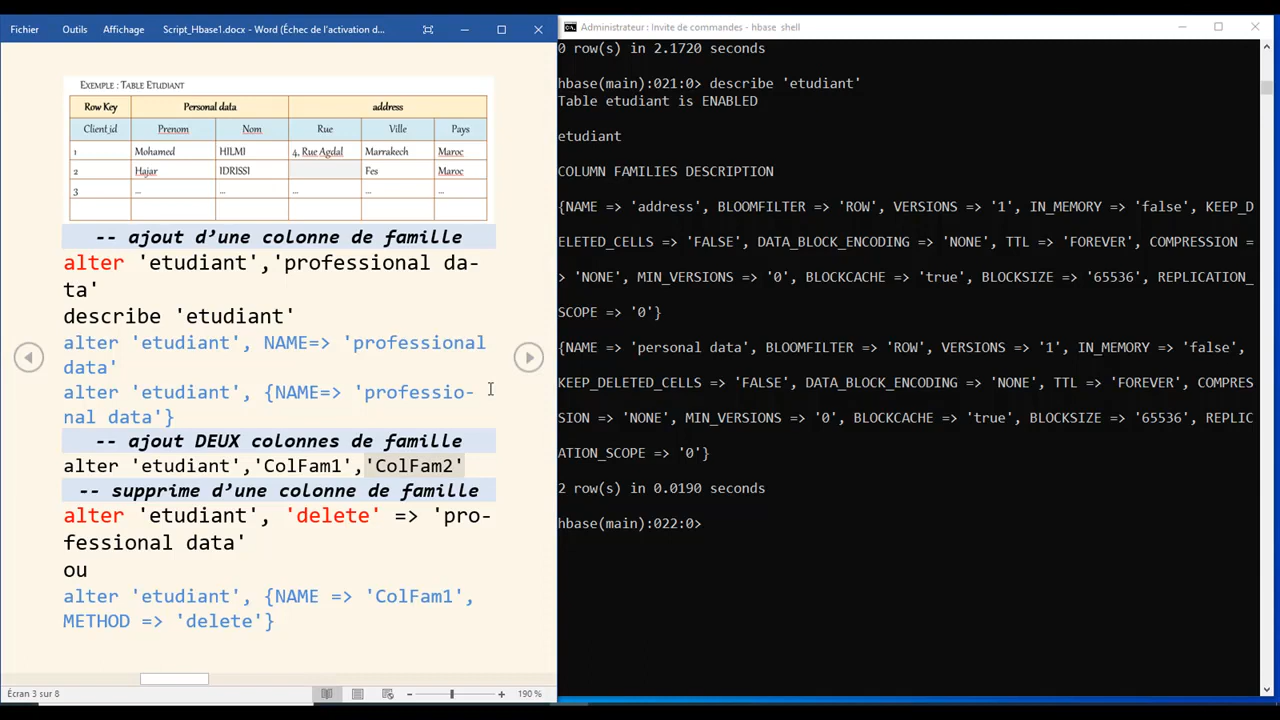 Fichier Outils Affichage Script_Hbase1.docx - Word (Échec de l'activation d...
EXEMPLE : TABLE ETUDIANT
Row Key Personal data address
Client_id Prenom Nom Rue Ville Pays
1 Mohamed HILMI 4, Rue Agdal Marrakech Maroc
2 Hajar IDRISSI Fes Maroc
3 ... ... ... ... ...
-- ajout d’une colonne de famille
alter 'etudiant','professional da-
ta'
describe 'etudiant'
alter 'etudiant', NAME=> 'professional
data'
alter 'etudiant', {NAME=> 'professio-
nal data'}
-- ajout DEUX colonnes de famille
alter 'etudiant','ColFam1','ColFam2'
-- supprime d’une colonne de famille
alter 'etudiant', 'delete' => 'pro-
fessional data'
ou
alter 'etudiant', {NAME => 'ColFam1',
METHOD => 'delete'}
Écran 3 sur 8
190 %
Administrateur : Invite de commandes - hbase shell
0 row(s) in 2.1720 seconds
hbase(main):021:0> describe 'etudiant'
Table etudiant is ENABLED
etudiant
COLUMN FAMILIES DESCRIPTION
{NAME => 'address', BLOOMFILTER => 'ROW', VERSIONS => '1', IN_MEMORY => 'false', KEEP_D
ELETED_CELLS => 'FALSE', DATA_BLOCK_ENCODING => 'NONE', TTL => 'FOREVER', COMPRESSION =
> 'NONE', MIN_VERSIONS => '0', BLOCKCACHE => 'true', BLOCKSIZE => '65536', REPLICATION_
SCOPE => '0'}
{NAME => 'personal data', BLOOMFILTER => 'ROW', VERSIONS => '1', IN_MEMORY => 'false',
KEEP_DELETED_CELLS => 'FALSE', DATA_BLOCK_ENCODING => 'NONE', TTL => 'FOREVER', COMPRES
SION => 'NONE', MIN_VERSIONS => '0', BLOCKCACHE => 'true', BLOCKSIZE => '65536', REPLIC
ATION_SCOPE => '0'}
2 row(s) in 0.0190 seconds
hbase(main):022:0>